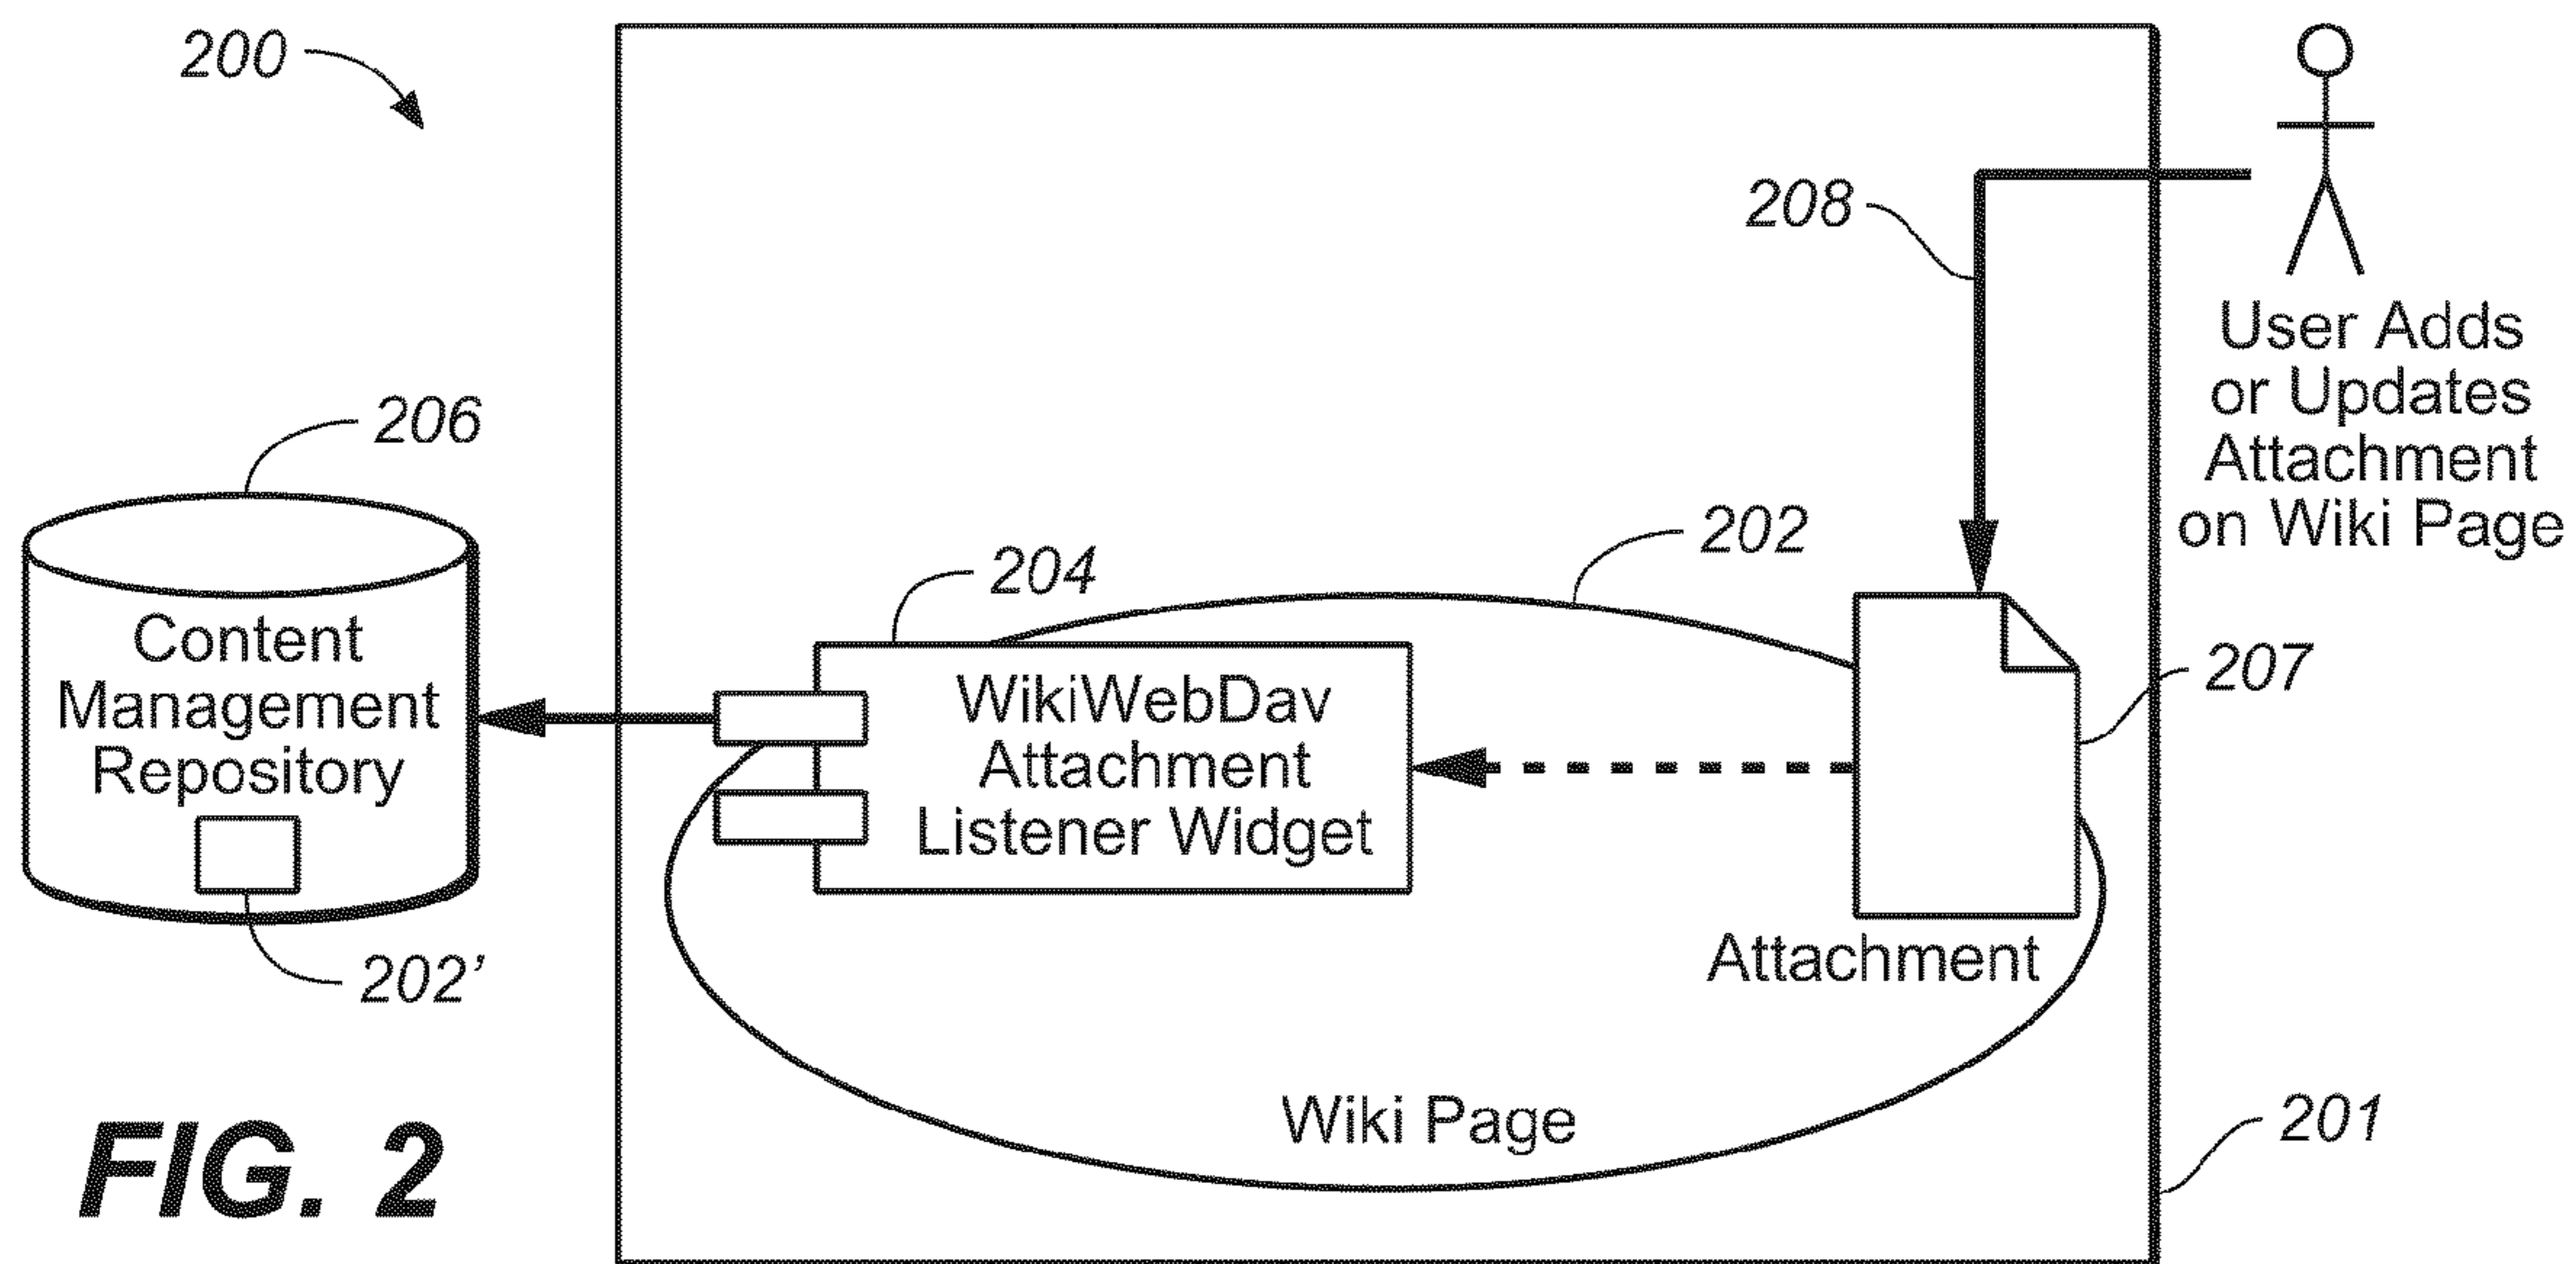 200
208
User Adds
or Updates
Attachment
on Wiki Page
206
202
204
Content
Management
Repository
WikiWebDav
Attachment
Listener Widget
207
202’
Attachment
Wiki Page
201
FIG. 2